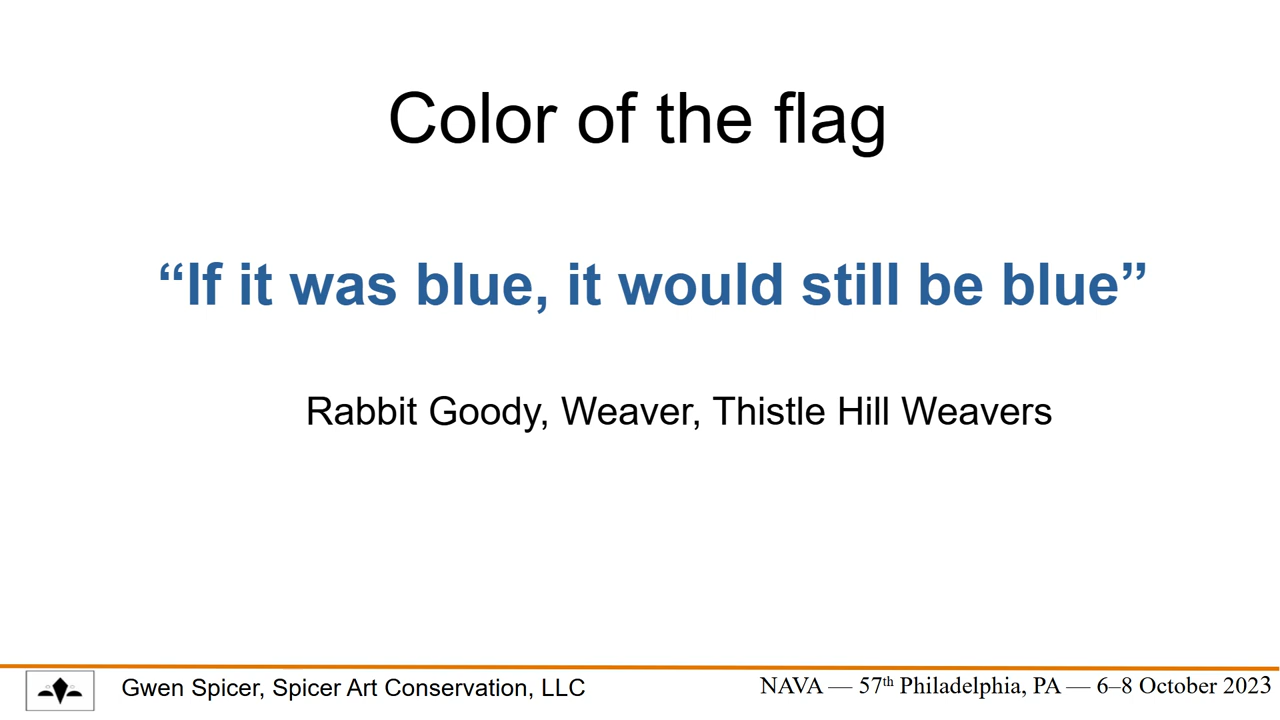 Color of the flag
“If it was blue, it would still be blue”
Rabbit Goody, Weaver, Thistle Hill Weavers
Gwen Spicer, Spicer Art Conservation, LLC
NAVA — 57th Philadelphia, PA — 6–8 October 2023